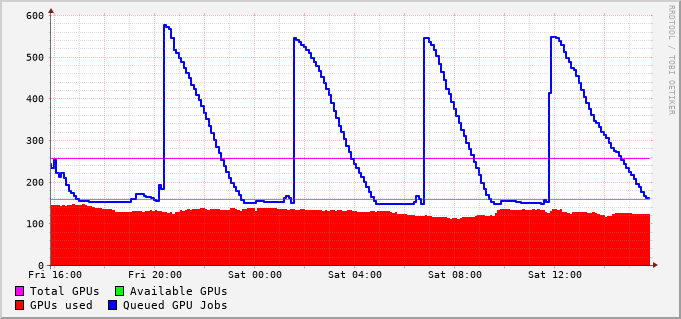 600
500
400
300
200
100
0
Fri 16:00 Fri 20:00 Sat 00:00 Sat 04:00 Sat 08:00 Sat 12:00
Total GPUs Available GPUs
GPUs used Queued GPU Jobs
RRDTOOL / TOBI OETIKER